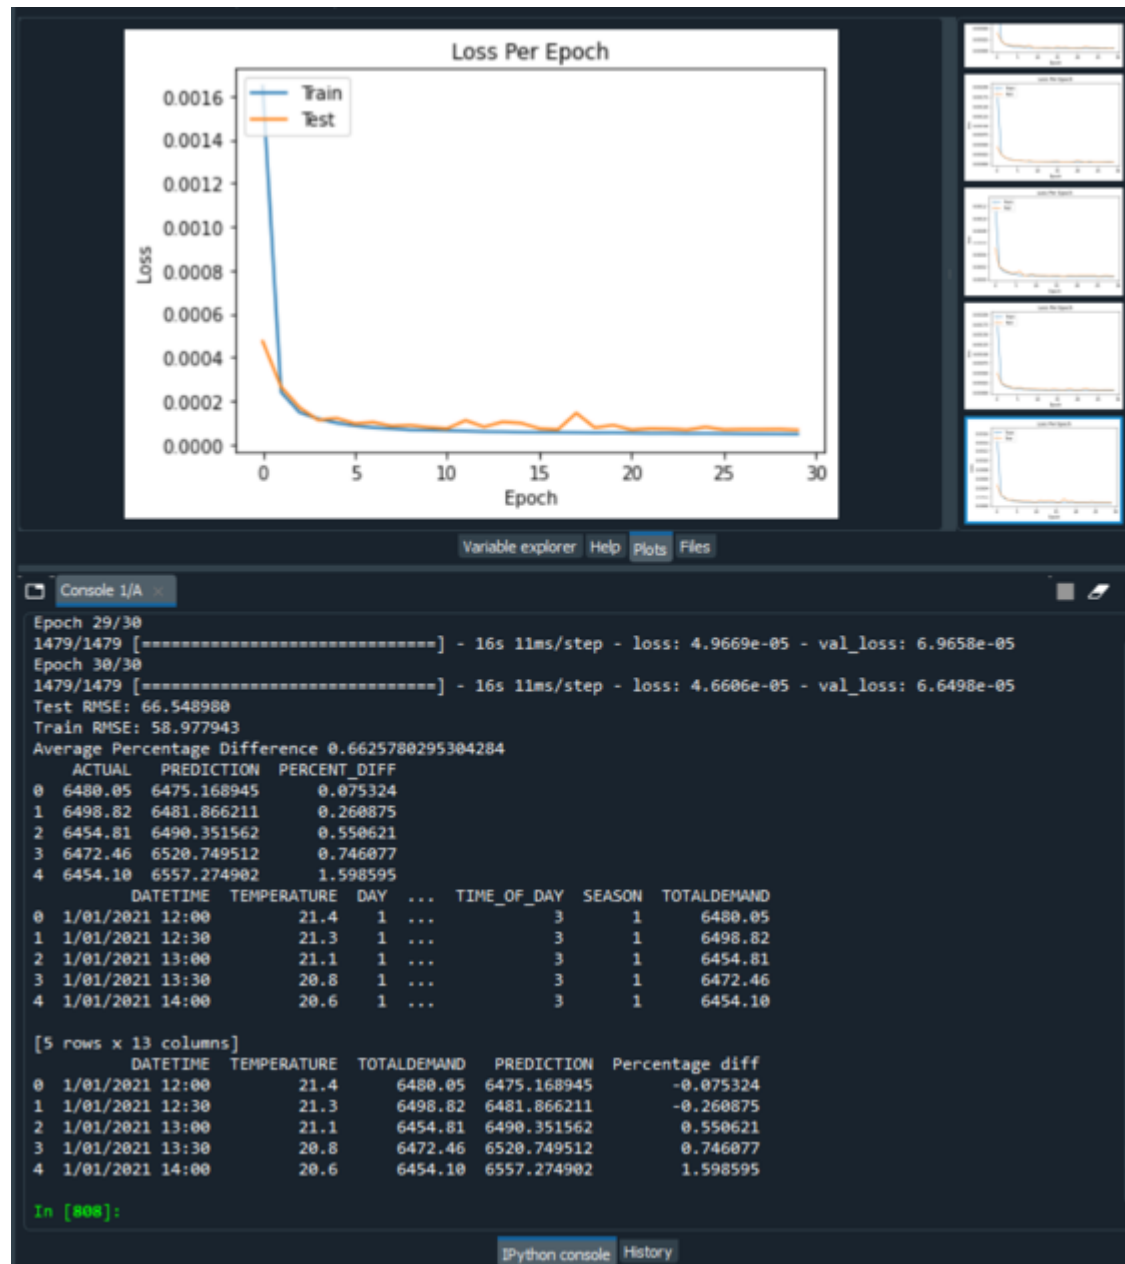 Loss Per Epoch
Train
Test
0.0016
0.0014
0.0012
0.0010
0.0008
0.0006
0.0004
0.0002
0.0000
Loss
0 5 10 15 20 25 30
Epoch
Variable explorer Help Plots Files
Console 1/A
Epoch 29/30
1479/1479 [==============================] - 16s 11ms/step - loss: 4.9669e-05 - val_loss: 6.9658e-05
Epoch 30/30
1479/1479 [==============================] - 16s 11ms/step - loss: 4.6606e-05 - val_loss: 6.6498e-05
Test RMSE: 66.548980
Train RMSE: 58.977943
Average Percentage Difference 0.6625780295304284
ACTUAL PREDICTION PERCENT_DIFF
0 6480.05 6475.168945 0.075324
1 6498.82 6481.866211 0.260875
2 6454.81 6490.351562 0.550621
3 6472.46 6520.749512 0.746077
4 6454.10 6557.274902 1.598595
DATETIME TEMPERATURE DAY ... TIME_OF_DAY SEASON TOTALDEMAND
0 1/01/2021 12:00 21.4 1 ... 3 1 6480.05
1 1/01/2021 12:30 21.3 1 ... 3 1 6498.82
2 1/01/2021 13:00 21.1 1 ... 3 1 6454.81
3 1/01/2021 13:30 20.8 1 ... 3 1 6472.46
4 1/01/2021 14:00 20.6 1 ... 3 1 6454.10
[5 rows x 13 columns]
DATETIME TEMPERATURE TOTALDEMAND PREDICTION Percentage diff
0 1/01/2021 12:00 21.4 6480.05 6475.168945 -0.075324
1 1/01/2021 12:30 21.3 6498.82 6481.866211 -0.260875
2 1/01/2021 13:00 21.1 6454.81 6490.351562 0.550621
3 1/01/2021 13:30 20.8 6472.46 6520.749512 0.746077
4 1/01/2021 14:00 20.6 6454.10 6557.274902 1.598595
In [808]:
IPython console History